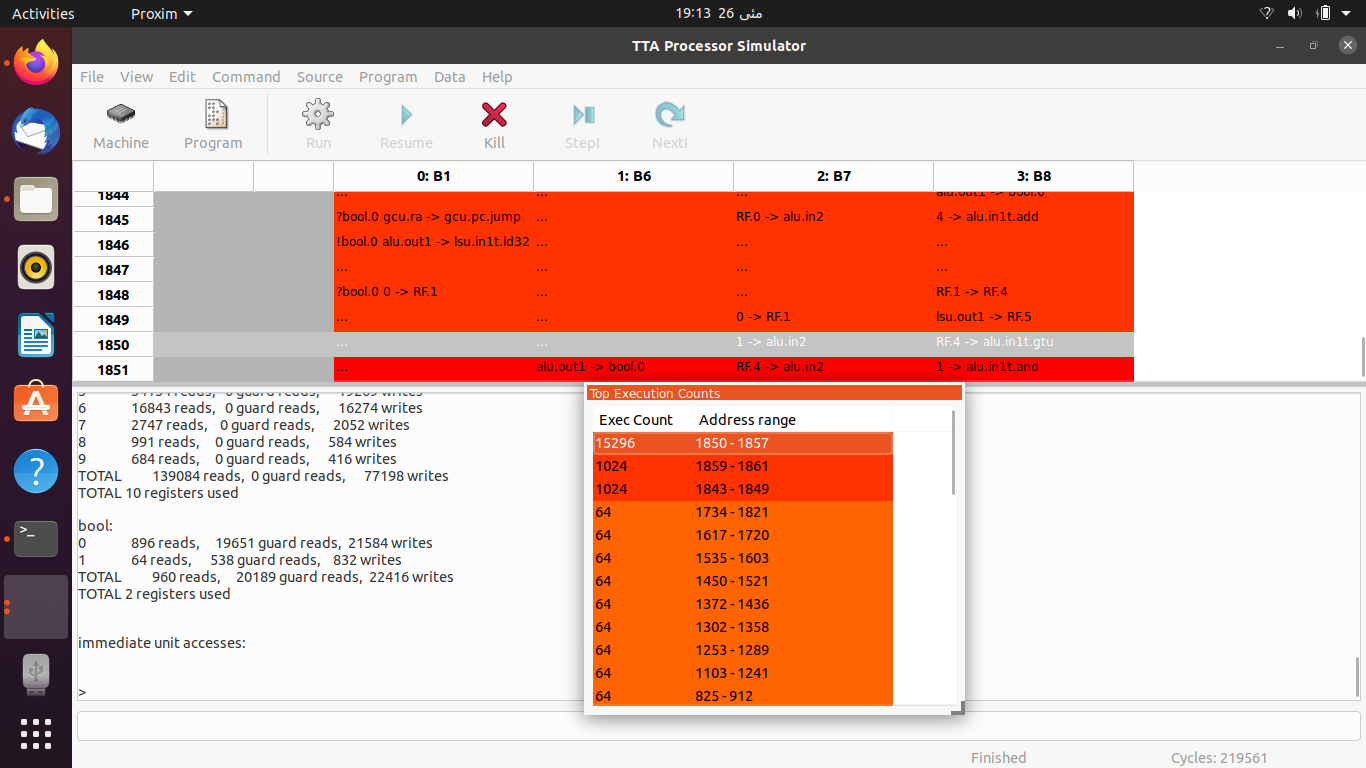 Activities
Proxim
19:13 26 مئی
TTA Processor Simulator
File View Edit Command Source Program Data Help
Machine Program Run Resume Kill StepI NextI
0: B1 1: B6 2: B7 3: B8
1844 ... ... ... alu.out1 -> bool.0
1845 ?bool.0 gcu.ra -> gcu.pc.jump ... RF.0 -> alu.in2 4 -> alu.in1t.add
1846 !bool.0 alu.out1 -> lsu.in1t.ld32 ... ... ...
1847 ... ... ... ...
1848 ?bool.0 0 -> RF.1 ... ... RF.1 -> RF.4
1849 ... ... 0 -> RF.1 lsu.out1 -> RF.5
1850 ... ... 1 -> alu.in2 RF.4 -> alu.in1t.gtu
1851 ... alu.out1 -> bool.0 RF.4 -> alu.in2 1 -> alu.in1t.and
6 16843 reads, 0 guard reads, 16274 writes
7 2747 reads, 0 guard reads, 2052 writes
8 991 reads, 0 guard reads, 584 writes
9 684 reads, 0 guard reads, 416 writes
TOTAL 139084 reads, 0 guard reads, 77198 writes
TOTAL 10 registers used
bool:
0 896 reads, 19651 guard reads, 21584 writes
1 64 reads, 538 guard reads, 832 writes
TOTAL 960 reads, 20189 guard reads, 22416 writes
TOTAL 2 registers used
immediate unit accesses:
>
Top Execution Counts
Exec Count Address range
15296 1850 - 1857
1024 1859 - 1861
1024 1843 - 1849
64 1734 - 1821
64 1617 - 1720
64 1535 - 1603
64 1450 - 1521
64 1372 - 1436
64 1302 - 1358
64 1253 - 1289
64 1103 - 1241
64 825 - 912
Finished
Cycles: 219561